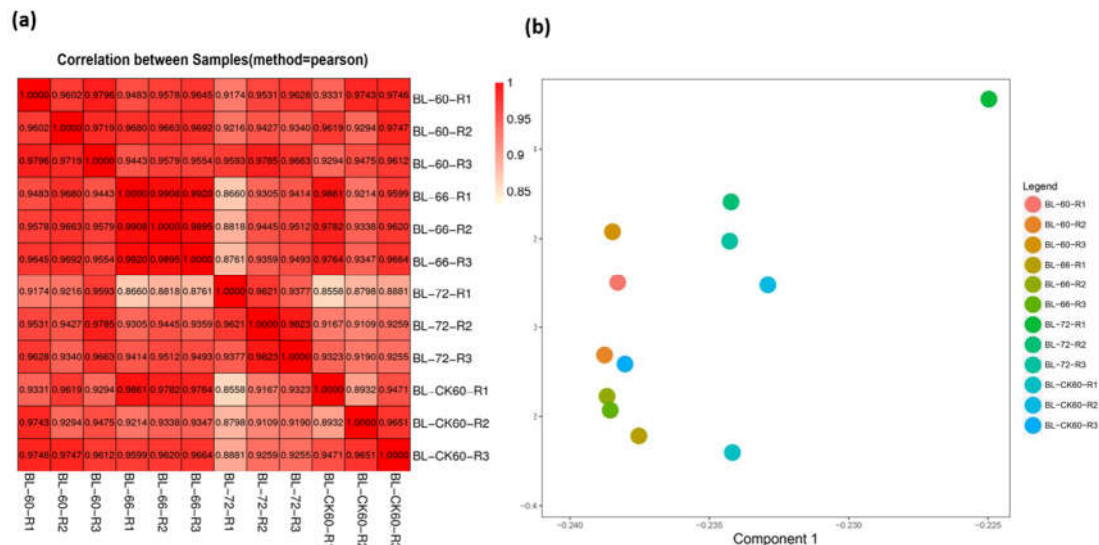 (a)
Correlation between Samples(method=pearson)
1.0000 0.9602 0.9796 0.9483 0.9578 0.9645 0.9174 0.9531 0.9628 0.9331 0.9743 0.9746 BL-60-R1
0.9602 1.0000 0.9719 0.9680 0.9663 0.9692 0.9216 0.9427 0.9340 0.9619 0.9294 0.9747 BL-60-R2
0.9796 0.9719 1.0000 0.9443 0.9579 0.9554 0.9593 0.9785 0.9663 0.9294 0.9475 0.9612 BL-60-R3
0.9483 0.9680 0.9443 1.0000 0.9908 0.9920 0.8660 0.9305 0.9414 0.9861 0.9214 0.9599 BL-66-R1
0.9578 0.9663 0.9579 0.9908 1.0000 0.9895 0.8818 0.9445 0.9512 0.9782 0.9338 0.9620 BL-66-R2
0.9645 0.9692 0.9554 0.9920 0.9895 1.0000 0.8761 0.9359 0.9493 0.9764 0.9347 0.9664 BL-66-R3
0.9174 0.9216 0.9593 0.8660 0.8818 0.8761 1.0000 0.9621 0.9377 0.8558 0.8798 0.8881 BL-72-R1
0.9531 0.9427 0.9785 0.9305 0.9445 0.9359 0.9621 1.0000 0.9823 0.9167 0.9109 0.9259 BL-72-R2
0.9628 0.9340 0.9663 0.9414 0.9512 0.9493 0.9377 0.9823 1.0000 0.9323 0.9190 0.9255 BL-72-R3
0.9331 0.9619 0.9294 0.9861 0.9782 0.9764 0.8558 0.9167 0.9323 1.0000 0.8932 0.9471 BL-CK60-R1
0.9743 0.9294 0.9475 0.9214 0.9338 0.9347 0.8798 0.9109 0.9190 0.8932 1.0000 0.9651 BL-CK60-R2
0.9746 0.9747 0.9612 0.9599 0.9620 0.9664 0.8881 0.9259 0.9255 0.9471 0.9651 1.0000 BL-CK60-R3
BL-60-R1
BL-60-R2
BL-60-R3
BL-66-R1
BL-66-R2
BL-66-R3
BL-72-R1
BL-72-R2
BL-72-R3
1
0.95
0.9
0.85
(b)
2
0
2
-0.4
-0.240 -0.235 -0.230 -0.225
Component 1
Legend
BL-60-R1
BL-60-R2
BL-60-R3
BL-66-R1
BL-66-R2
BL-66-R3
BL-72-R1
BL-72-R2
BL-72-R3
BL-CK60-R1
BL-CK60-R2
BL-CK60-R3